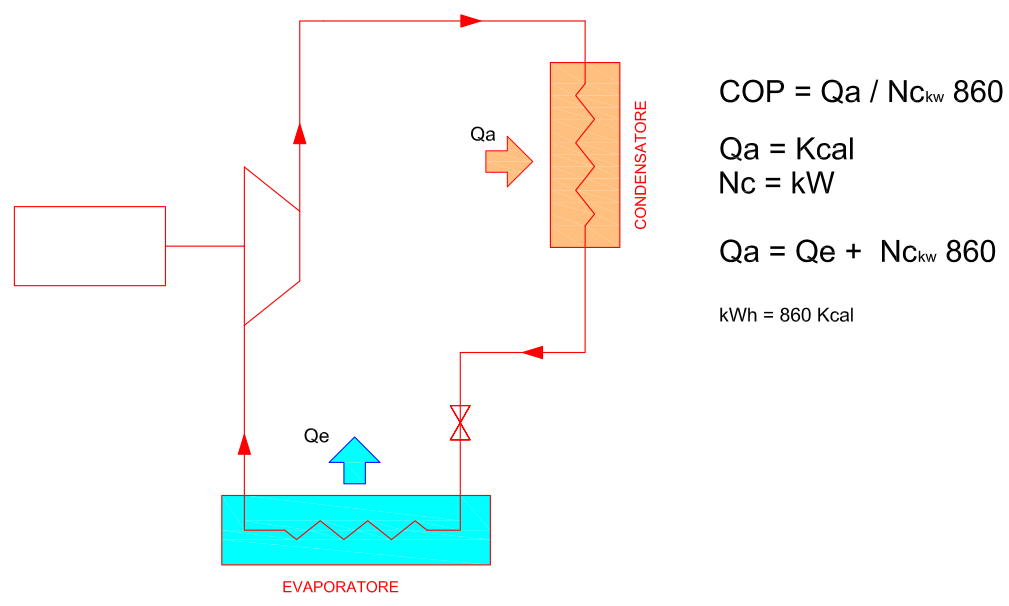 Qa
CONDENSATORE
COP = Qa / Nckw 860
Qa = Kcal
Nc = kW
Qa = Qe + Nckw 860
kWh = 860 Kcal
Qe
EVAPORATORE